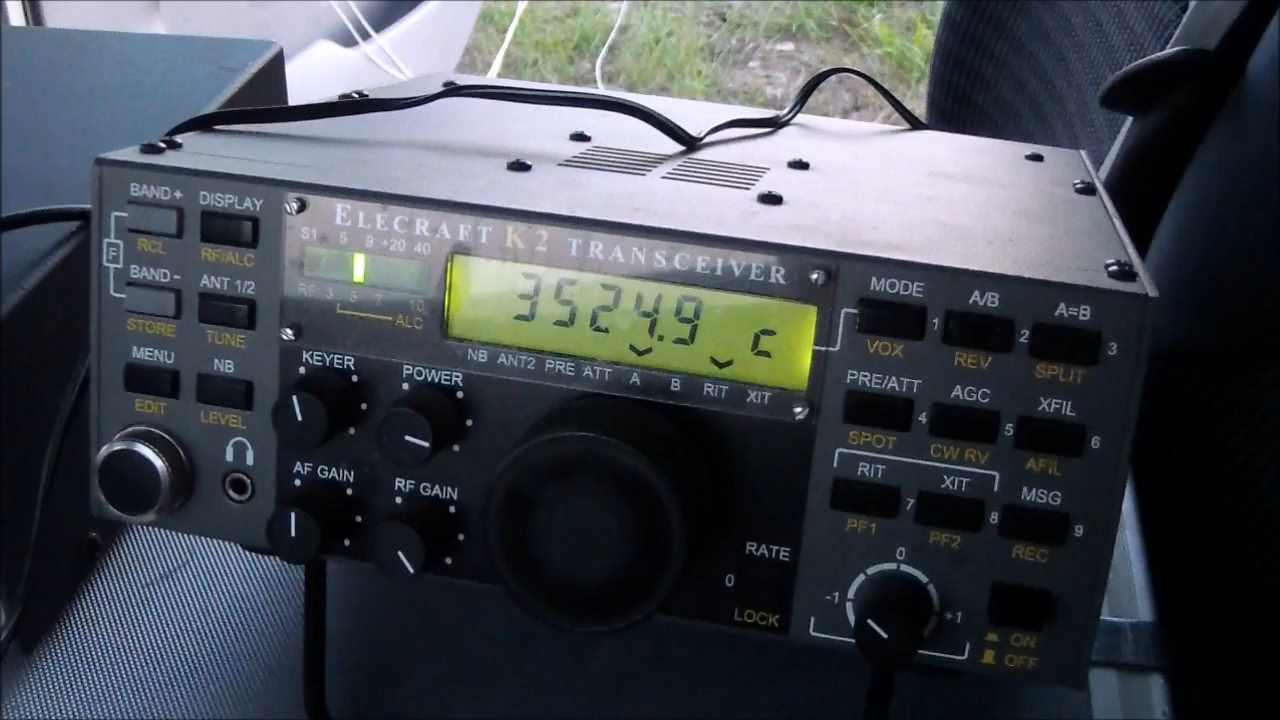 BAND+ DISPLAY
RCL RF/ALC
F
BAND- ANT 1/2
STORE TUNE
MENU NB
EDIT LEVEL
ELECRAFT K2 TRANSCEIVER
S1 5 9 +20 40
RF 3 5 7 10
ALC
3524.9 c
NB ANT2 PRE ATT A B RIT XIT
KEYER POWER
AF GAIN RF GAIN
RATE
0
LOCK
MODE A/B A=B
1 2 3
VOX REV SPLIT
PRE/ATT AGC XFIL
4 5 6
SPOT CW RV AFIL
RIT XIT MSG
7 8 9
PF1 PF2 REC
0
-1 +1
ON
OFF